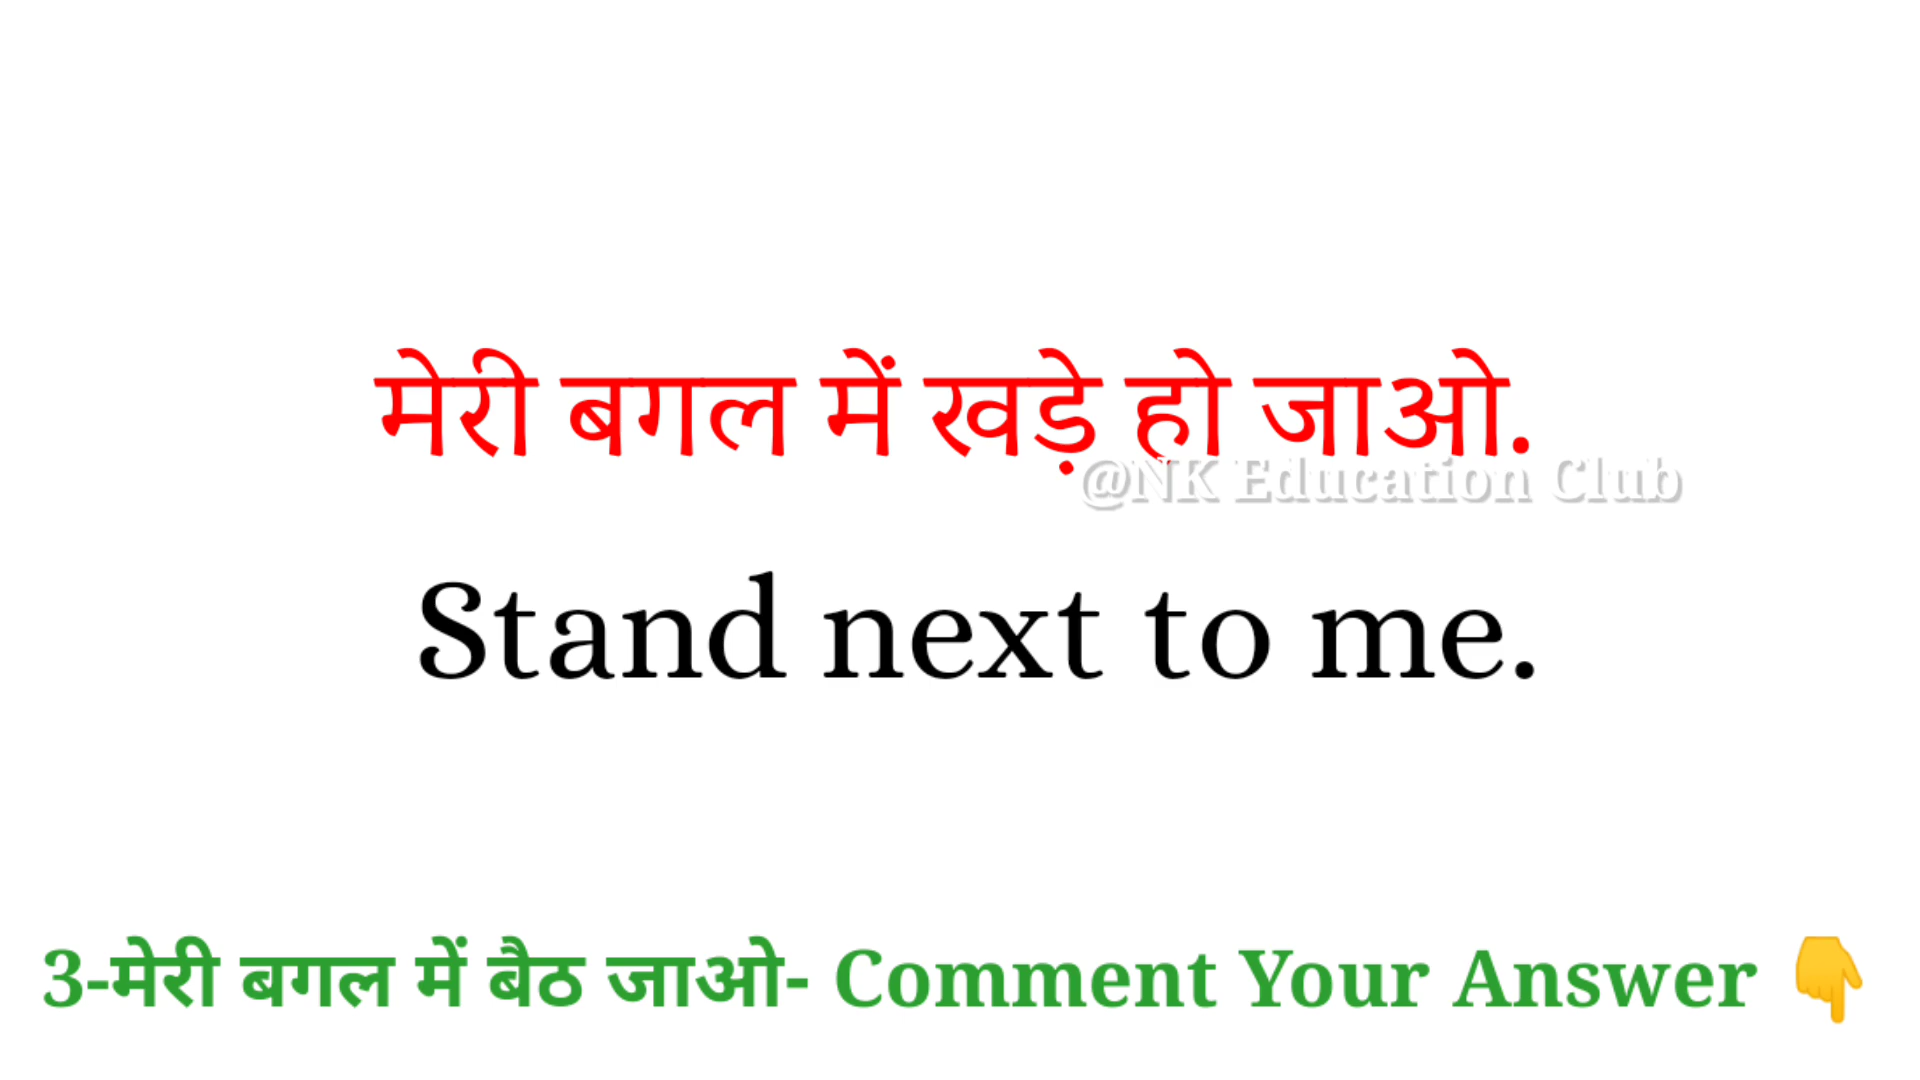 मेरी बगल में खड़े हो जाओ.
@NK Education Club
Stand next to me.
3-मेरी बगल में बैठ जाओ- Comment Your Answer 👇